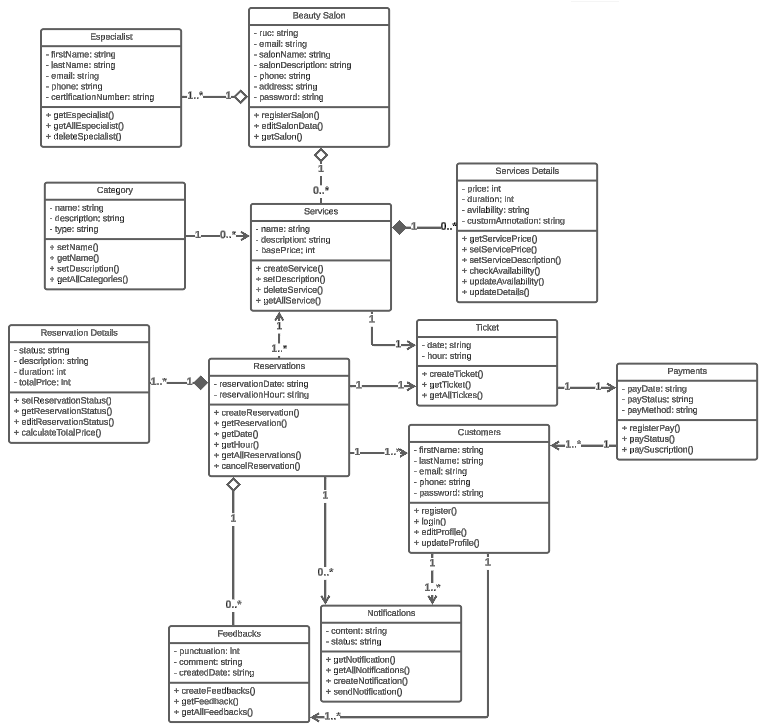 Beauty Salon
- ruc: string
- email: string
- salonName: string
- salonDescription: string
- phone: string
- address: string
- password: string
+ registerSalon()
+ editSalonData()
+ getSalon()
Especialist
- firstName: string
- lastName: string
- email: string
- phone: string
- certificationNumber: string
+ getEspecialist()
+ getAllEspecialist()
+ deleteSpecialist()
1..*
1
1
0..*
Category
- name: string
- description: string
- type: string
+ setName()
+ getName()
+ setDescription()
+ getAllCategories()
1
0..*
Services
- name: string
- description: string
- basePrice; int
+ createService()
+ setDescription()
+ deleteService()
+ getAllService()
1
0..*
Services Details
- price: int
- duration; int
- avilability: string
- customAnnotation: string
+ getServicePrice()
+ setServicePrice()
+ setServiceDescription()
+ checkAvailability()
+ updateAvailability()
+ updateDetails()
1
1
1
1..*
Ticket
- date; string
- hour: string
+ createTicket()
+ getTicket()
+ getAllTickes()
Reservation Details
- status; string
- description: string
- duration: int
- totalPrice; int
+ setReservationStatus()
+ getReservationStatus()
+ editReservationStatus()
+ calculateTotalPrice()
1..*
1
Reservations
- reservationDate: string
- reservationHour: string
+ createReservation()
+ getReservation()
+ getDate()
+ getHour()
+ getAllReservations()
+ cancelReservation()
1
1
1
1
Payments
- payDate: string
- payStatus: string
- payMethod: string
+ registerPay()
+ payStatus()
+ paySuscription()
1
1..*
1..*
1
Customers
- firstName: string
- lastName: string
- email: string
- phone: string
- password: string
+ register()
+ login()
+ editProfile()
+ updateProfile()
1
0..*
1
0..*
1
1..*
1
1..*
Notifications
- content: string
- status: string
+ getNotification()
+ getAllNotifications()
+ createNotification()
+ sendNotification()
Feedbacks
- punctuation: int
- comment: string
- createdDate: string
+ createFeedbacks()
+ getFeedback()
+ getAllFeedbacks()